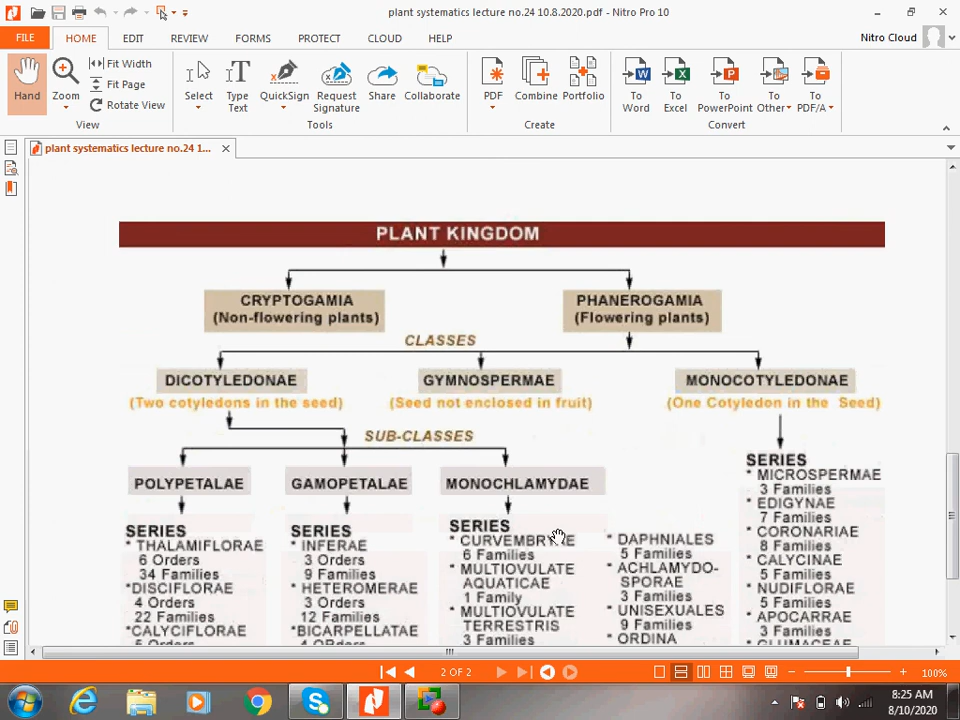 plant systematics lecture no.24 10.8.2020.pdf - Nitro Pro 10
FILE HOME EDIT REVIEW FORMS PROTECT CLOUD HELP
Nitro Cloud
Hand
Zoom
Fit Width
Fit Page
Rotate View
View
Select
Type Text
QuickSign
Request Signature
Share
Collaborate
Tools
PDF
Combine
Portfolio
Create
To Word
To Excel
To PowerPoint
To Other
To PDF/A
Convert
plant systematics lecture no.24 1...
PLANT KINGDOM
CRYPTOGAMIA
(Non-flowering plants)
PHANEROGAMIA
(Flowering plants)
CLASSES
DICOTYLEDONAE
(Two cotyledons in the seed)
GYMNOSPERMAE
(Seed not enclosed in fruit)
MONOCOTYLEDONAE
(One Cotyledon in the Seed)
SUB-CLASSES
POLYPETALAE
GAMOPETALAE
MONOCHLAMYDAE
SERIES
* THALAMIFLORAE
6 Orders
34 Families
* DISCIFLORAE
4 Orders
22 Families
* CALYCIFLORAE
SERIES
* INFERAE
3 Orders
9 Families
* HETEROMERAE
3 Orders
12 Families
* BICARPELLATAE
SERIES
* CURVEMBRYAE
6 Families
* MULTIOVULATE
AQUATICAE
1 Family
* MULTIOVULATE
TERRESTRIS
3 Families
* DAPHNIALES
5 Families
* ACHLAMYDO-
SPORAE
3 Families
* UNISEXUALES
9 Families
* ORDINA
SERIES
* MICROSPERMAE
3 Families
* EDIGYNAE
7 Families
* CORONARIAE
8 Families
* CALYCINAE
5 Families
* NUDIFLORAE
5 Families
* APOCARRAE
3 Families
2 OF 2
100%
8:25 AM
8/10/2020